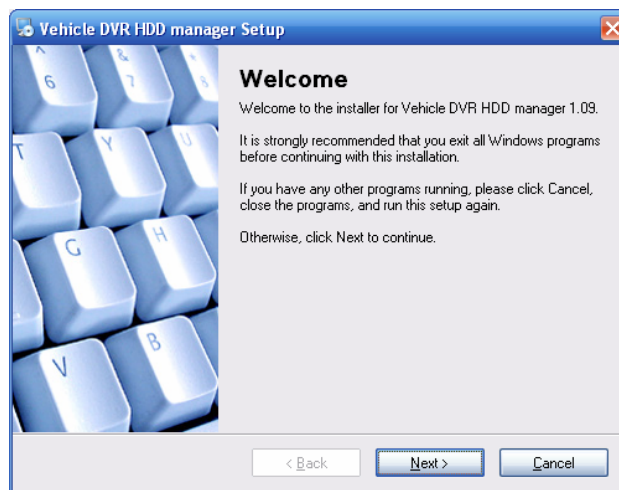 Vehicle DVR HDD manager Setup
^
6
&
7
*
8
T
Y
U
G
H
V
B
Welcome
Welcome to the installer for Vehicle DVR HDD manager 1.09.
It is strongly recommended that you exit all Windows programs
before continuing with this installation.
If you have any other programs running, please click Cancel,
close the programs, and run this setup again.
Otherwise, click Next to continue.
< Back
Next >
Cancel